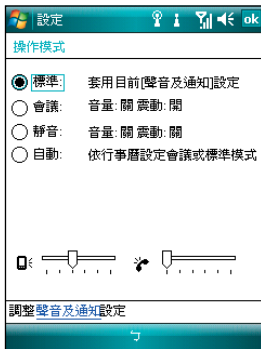 設定 ok
操作模式
標準: 套用目前[聲音及通知]設定
會議: 音量: 關 震動: 開
靜音: 音量: 關 震動: 關
自動: 依行事曆設定會議或標準模式
調整聲音及通知設定
ㄅ